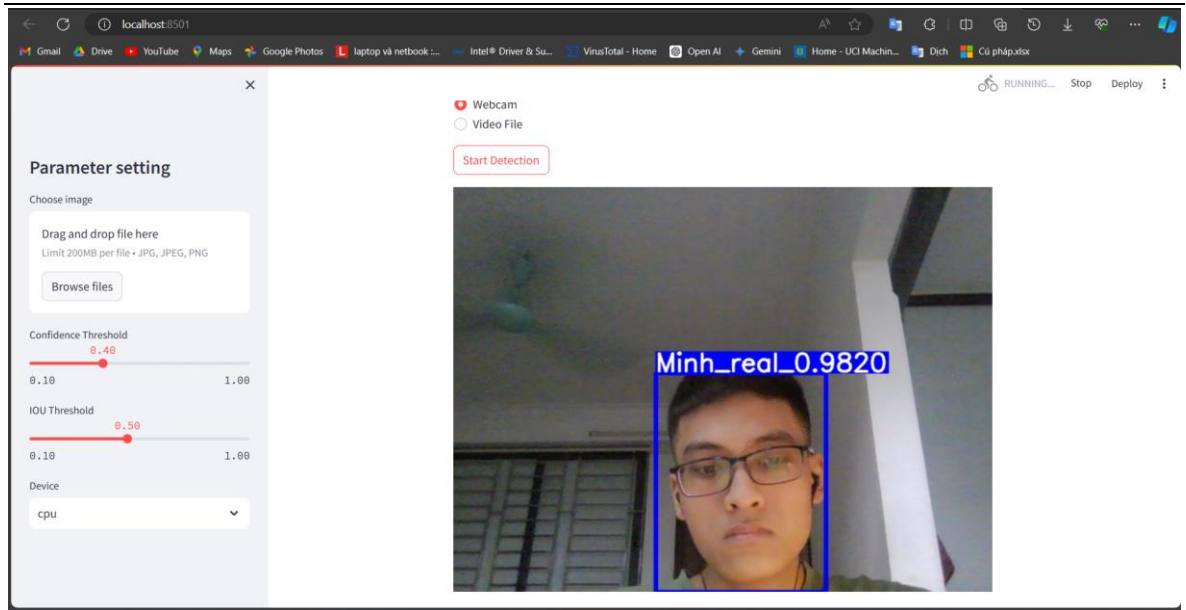 localhost:8501
Gmail Drive YouTube Maps Google Photos laptop và netbook :... Intel® Driver & Su... VirusTotal - Home Open AI Gemini Home - UCI Machin... Dịch Cú pháp.xlsx
RUNNING... Stop Deploy
Webcam
Video File
Start Detection
Parameter setting
Choose image
Drag and drop file here
Limit 200MB per file • JPG, JPEG, PNG
Browse files
Confidence Threshold
0.40
0.10 1.00
IOU Threshold
0.50
0.10 1.00
Device
cpu
Minh_real_0.9820